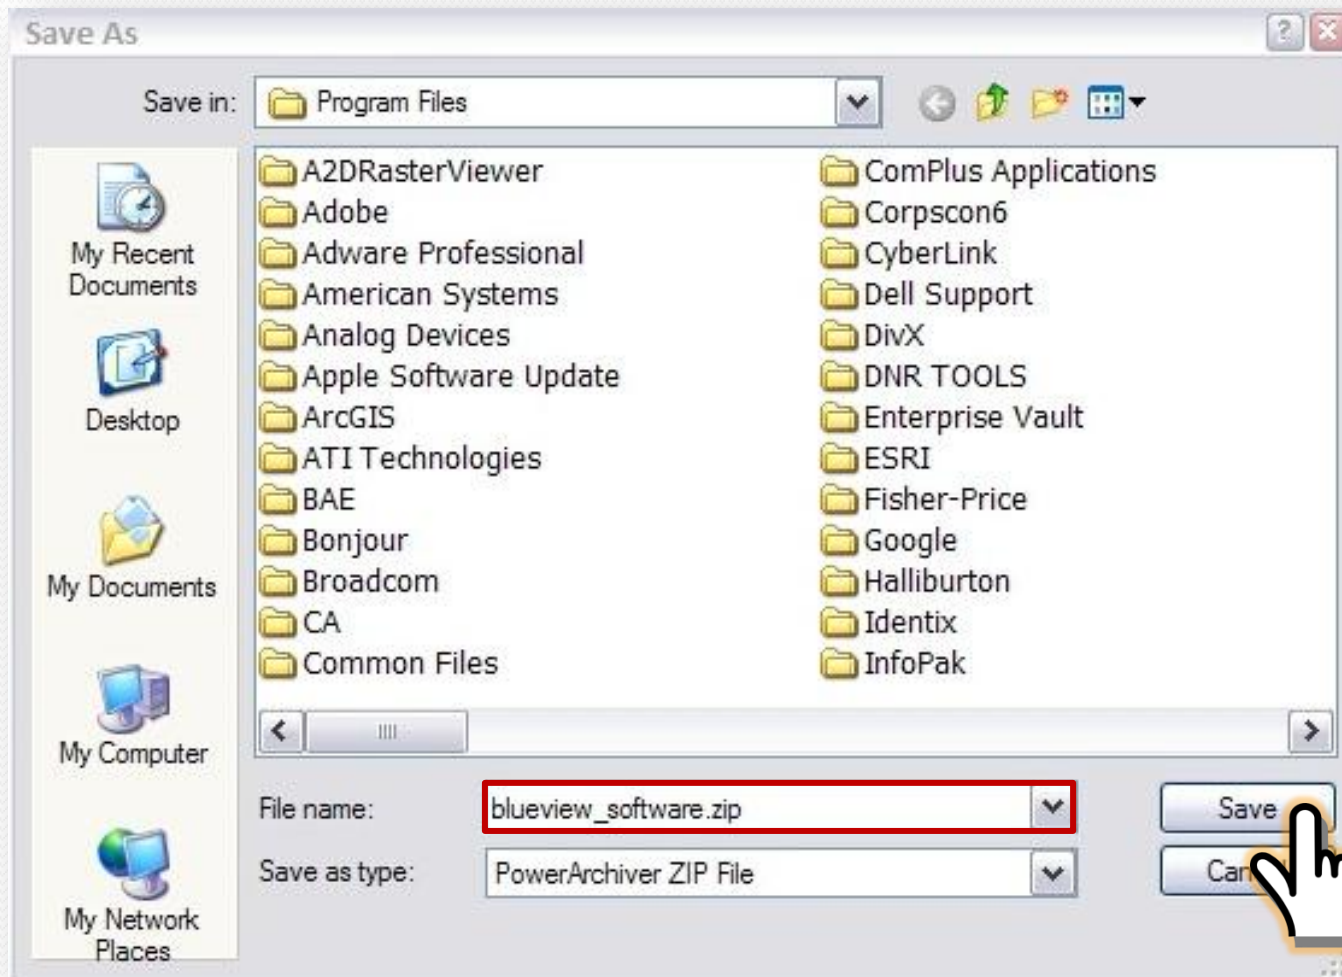 Save As
Save in:
Program Files
My Recent
Documents
Desktop
My Documents
My Computer
My Network
Places
A2DRasterViewer
Adobe
Adware Professional
American Systems
Analog Devices
Apple Software Update
ArcGIS
ATI Technologies
BAE
Bonjour
Broadcom
CA
Common Files
ComPlus Applications
Corpscon6
CyberLink
Dell Support
DivX
DNR TOOLS
Enterprise Vault
ESRI
Fisher-Price
Google
Halliburton
Identix
InfoPak
File name:
blueview_software.zip
Save
Save as type:
PowerArchiver ZIP File